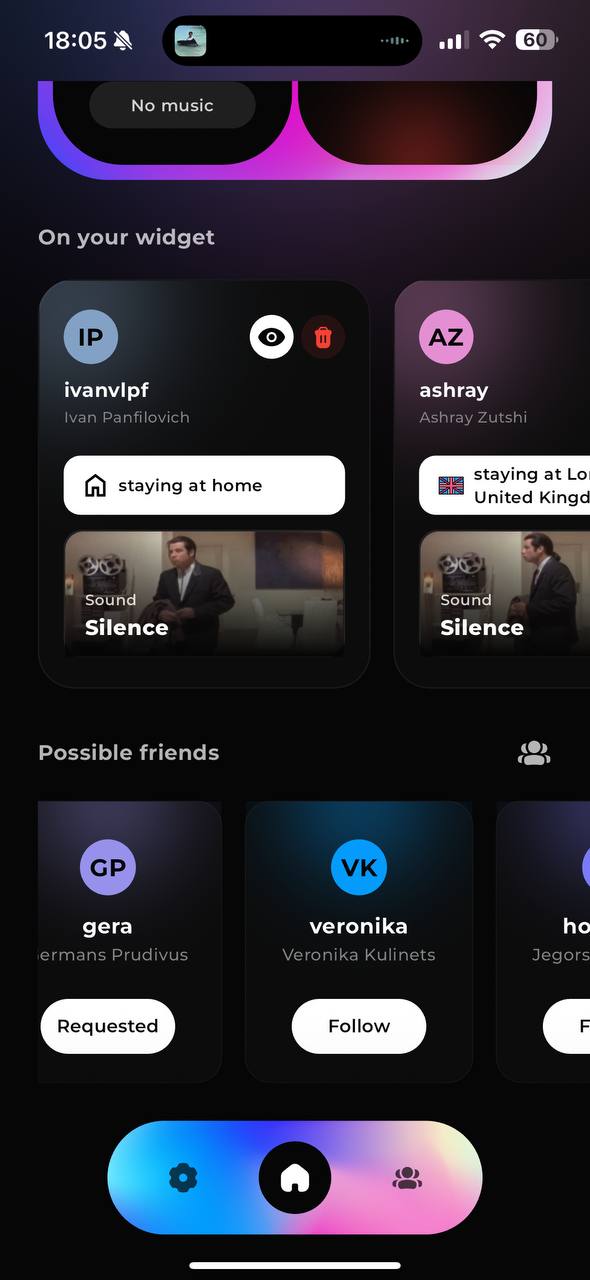 18:05
60
No music
On your widget
IP
AZ
ivanvlpf
ashray
Ivan Panfilovich
Ashray Zutshi
staying at home
staying at Lon
United Kingd
Sound
Silence
Sound
Silence
Possible friends
GP
VK
gera
veronika
ho
ermans Prudivus
Veronika Kulinets
Jegors
Requested
Follow
F